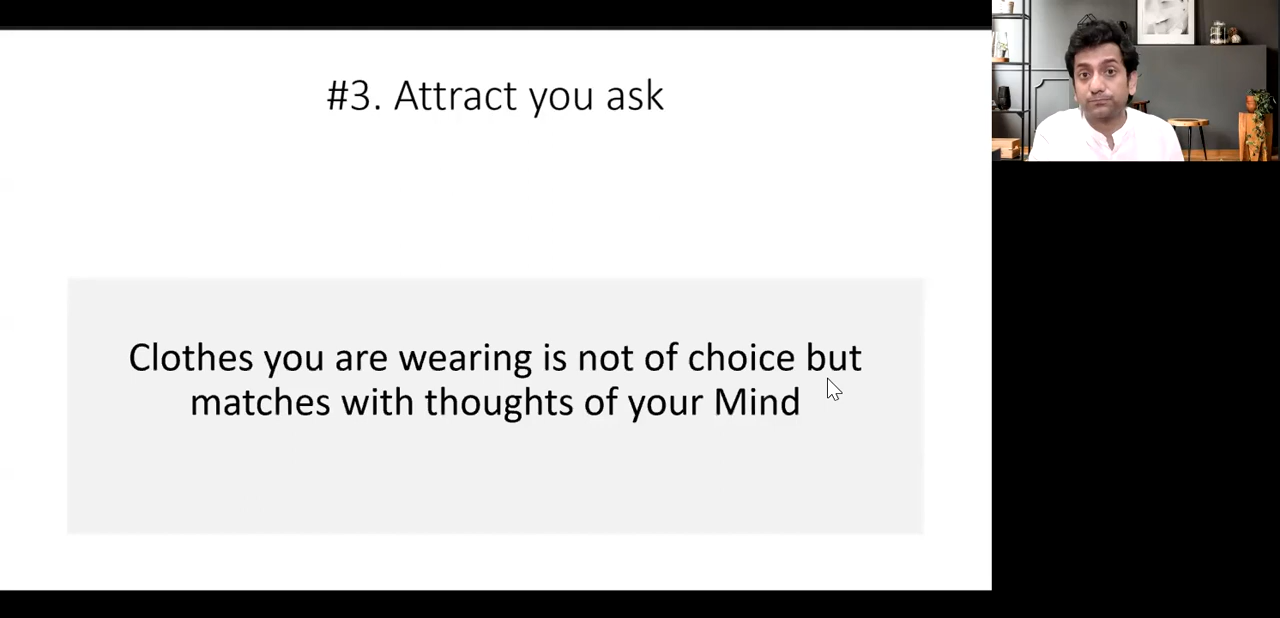 #3. Attract you ask
Clothes you are wearing is not of choice but
matches with thoughts of your Mind